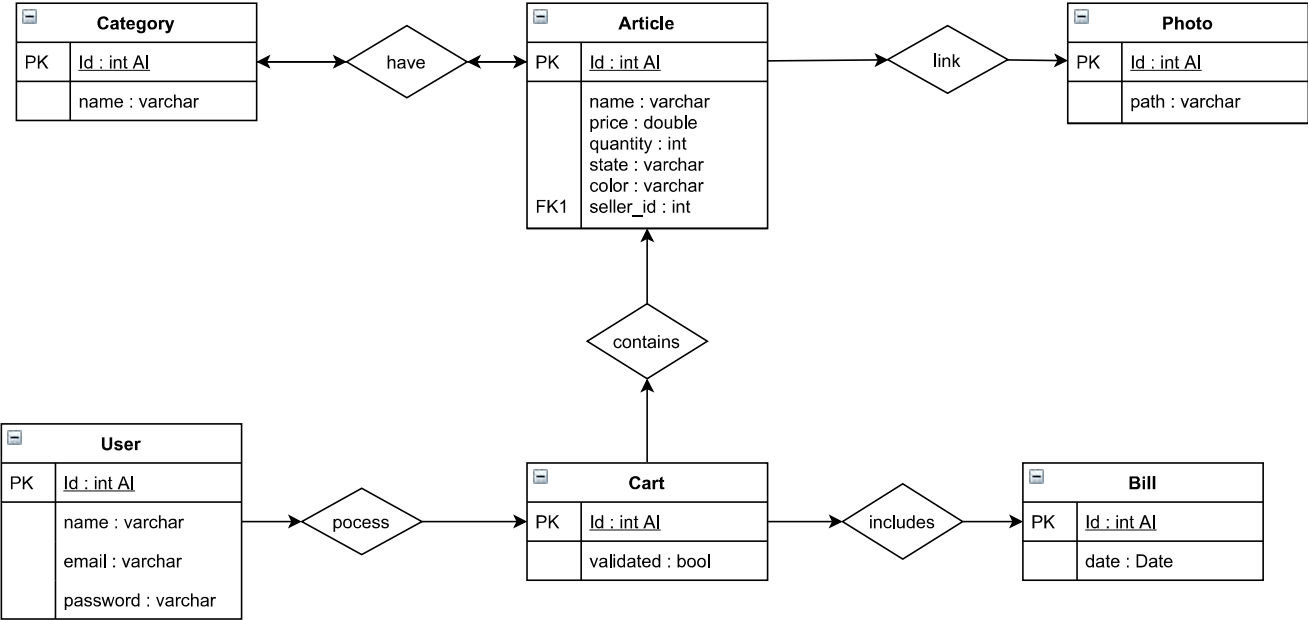 Category
PK Id : int AI
name : varchar
have
Article
PK Id : int AI
name : varchar
price : double
quantity : int
state : varchar
color : varchar
FK1 seller_id : int
link
Photo
PK Id : int AI
path : varchar
contains
User
PK Id : int AI
name : varchar
email : varchar
password : varchar
pocess
Cart
PK Id : int AI
validated : bool
includes
Bill
PK Id : int AI
date : Date